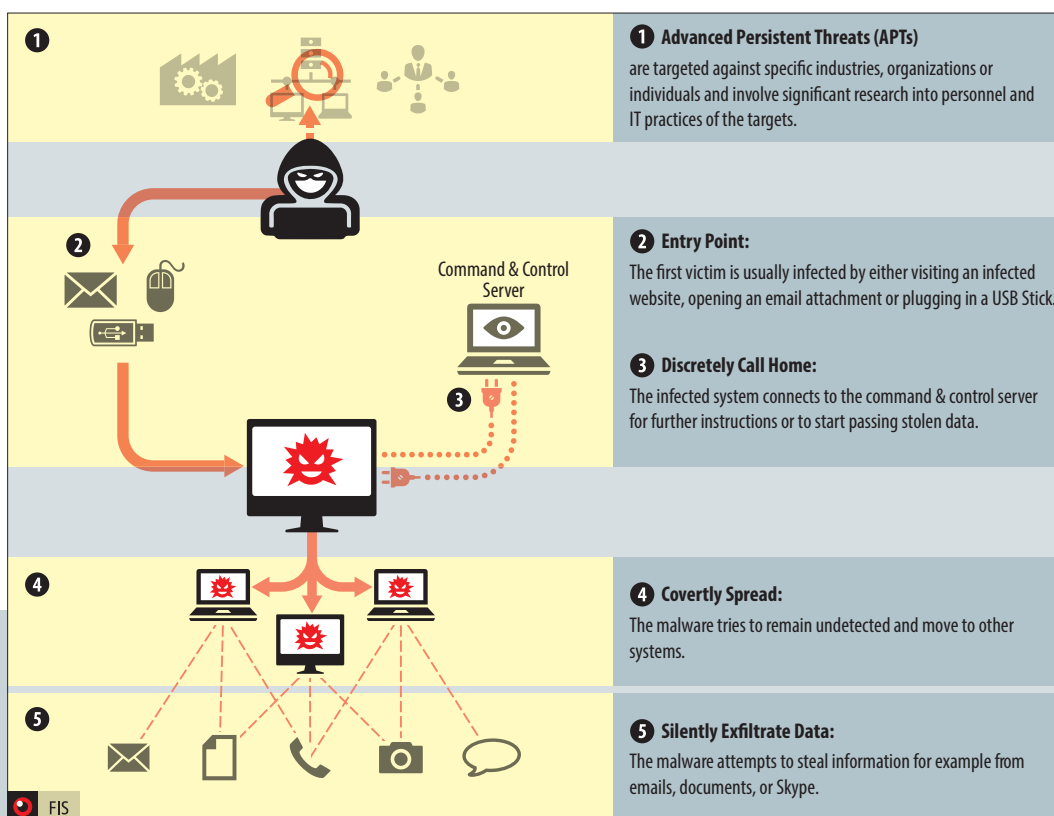 1
1 Advanced Persistent Threats (APTs)
are targeted against specific industries, organizations or
individuals and involve significant research into personnel and
IT practices of the targets.
2
Command & Control
Server
3
2 Entry Point:
The first victim is usually infected by either visiting an infected
website, opening an email attachment or plugging in a USB Stick.
3 Discretely Call Home:
The infected system connects to the command & control server
for further instructions or to start passing stolen data.
4
4 Covertly Spread:
The malware tries to remain undetected and move to other
systems.
5
5 Silently Exfiltrate Data:
The malware attempts to steal information for example from
emails, documents, or Skype.
FIS